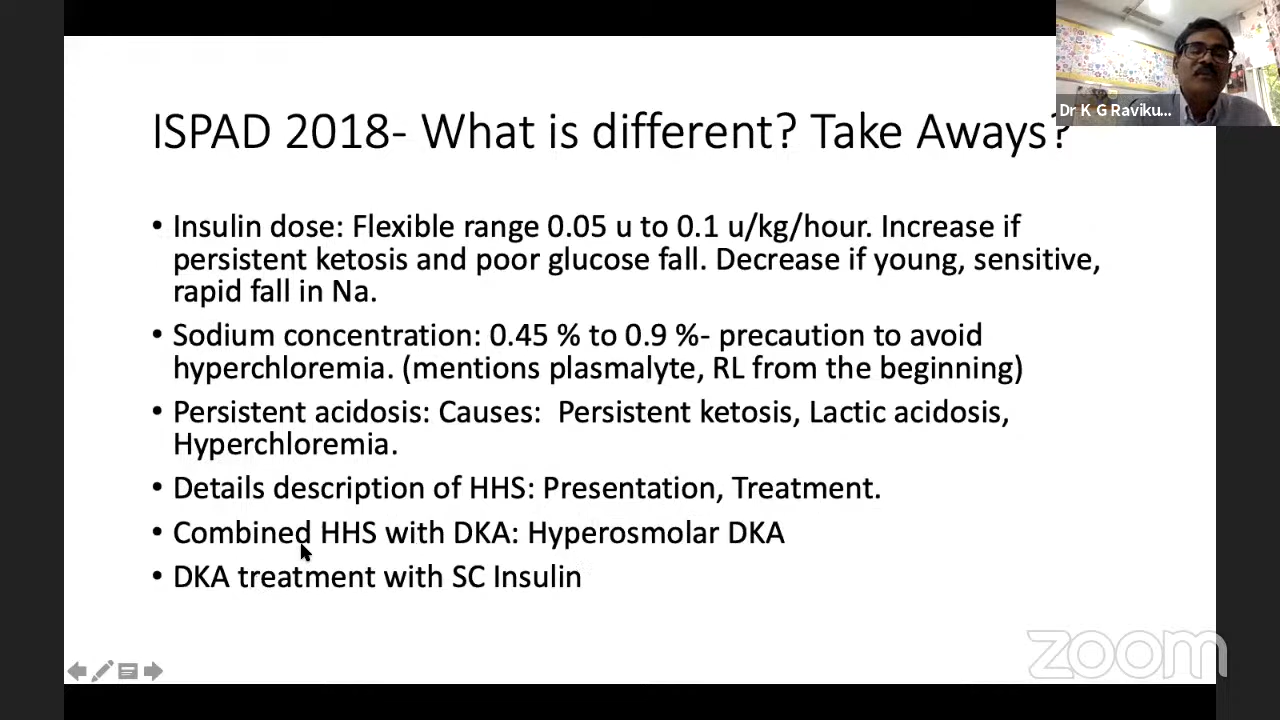 Dr K G Raviku...
ISPAD 2018- What is different? Take Aways?
• Insulin dose: Flexible range 0.05 u to 0.1 u/kg/hour. Increase if
persistent ketosis and poor glucose fall. Decrease if young, sensitive,
rapid fall in Na.
• Sodium concentration: 0.45 % to 0.9 %- precaution to avoid
hyperchloremia. (mentions plasmalyte, RL from the beginning)
• Persistent acidosis: Causes:  Persistent ketosis, Lactic acidosis,
Hyperchloremia.
• Details description of HHS: Presentation, Treatment.
• Combined HHS with DKA: Hyperosmolar DKA
• DKA treatment with SC Insulin
zoom